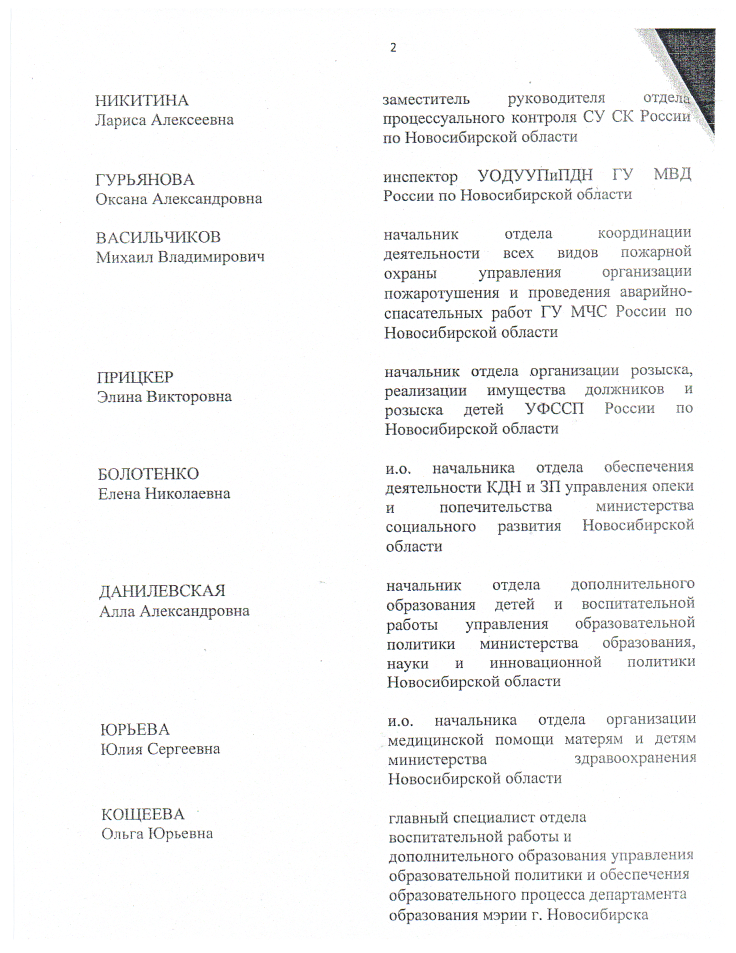 2
НИКИТИНА
Лариса Алексеевна
заместитель руководителя отдела
процессуального контроля СУ СК России
по Новосибирской области
ГУРЬЯНОВА
Оксана Александровна
инспектор УОДУУПиПДН ГУ МВД
России по Новосибирской области
ВАСИЛЬЧИКОВ
Михаил Владимирович
начальник отдела координации
деятельности всех видов пожарной
охраны управления организации
пожаротушения и проведения аварийно-
спасательных работ ГУ МЧС России по
Новосибирской области
ПРИЦКЕР
Элина Викторовна
начальник отдела организации розыска,
реализации имущества должников и
розыска детей УФССП России по
Новосибирской области
БОЛОТЕНКО
Елена Николаевна
и.о. начальника отдела обеспечения
деятельности КДН и ЗП управления опеки
и попечительства министерства
социального развития Новосибирской
области
ДАНИЛЕВСКАЯ
Алла Александровна
начальник отдела дополнительного
образования детей и воспитательной
работы управления образовательной
политики министерства образования,
науки и инновационной политики
Новосибирской области
ЮРЬЕВА
Юлия Сергеевна
и.о. начальника отдела организации
медицинской помощи матерям и детям
министерства здравоохранения
Новосибирской области
КОЩЕЕВА
Ольга Юрьевна
главный специалист отдела
воспитательной работы и
дополнительного образования управления
образовательной политики и обеспечения
образовательного процесса департамента
образования мэрии г. Новосибирска